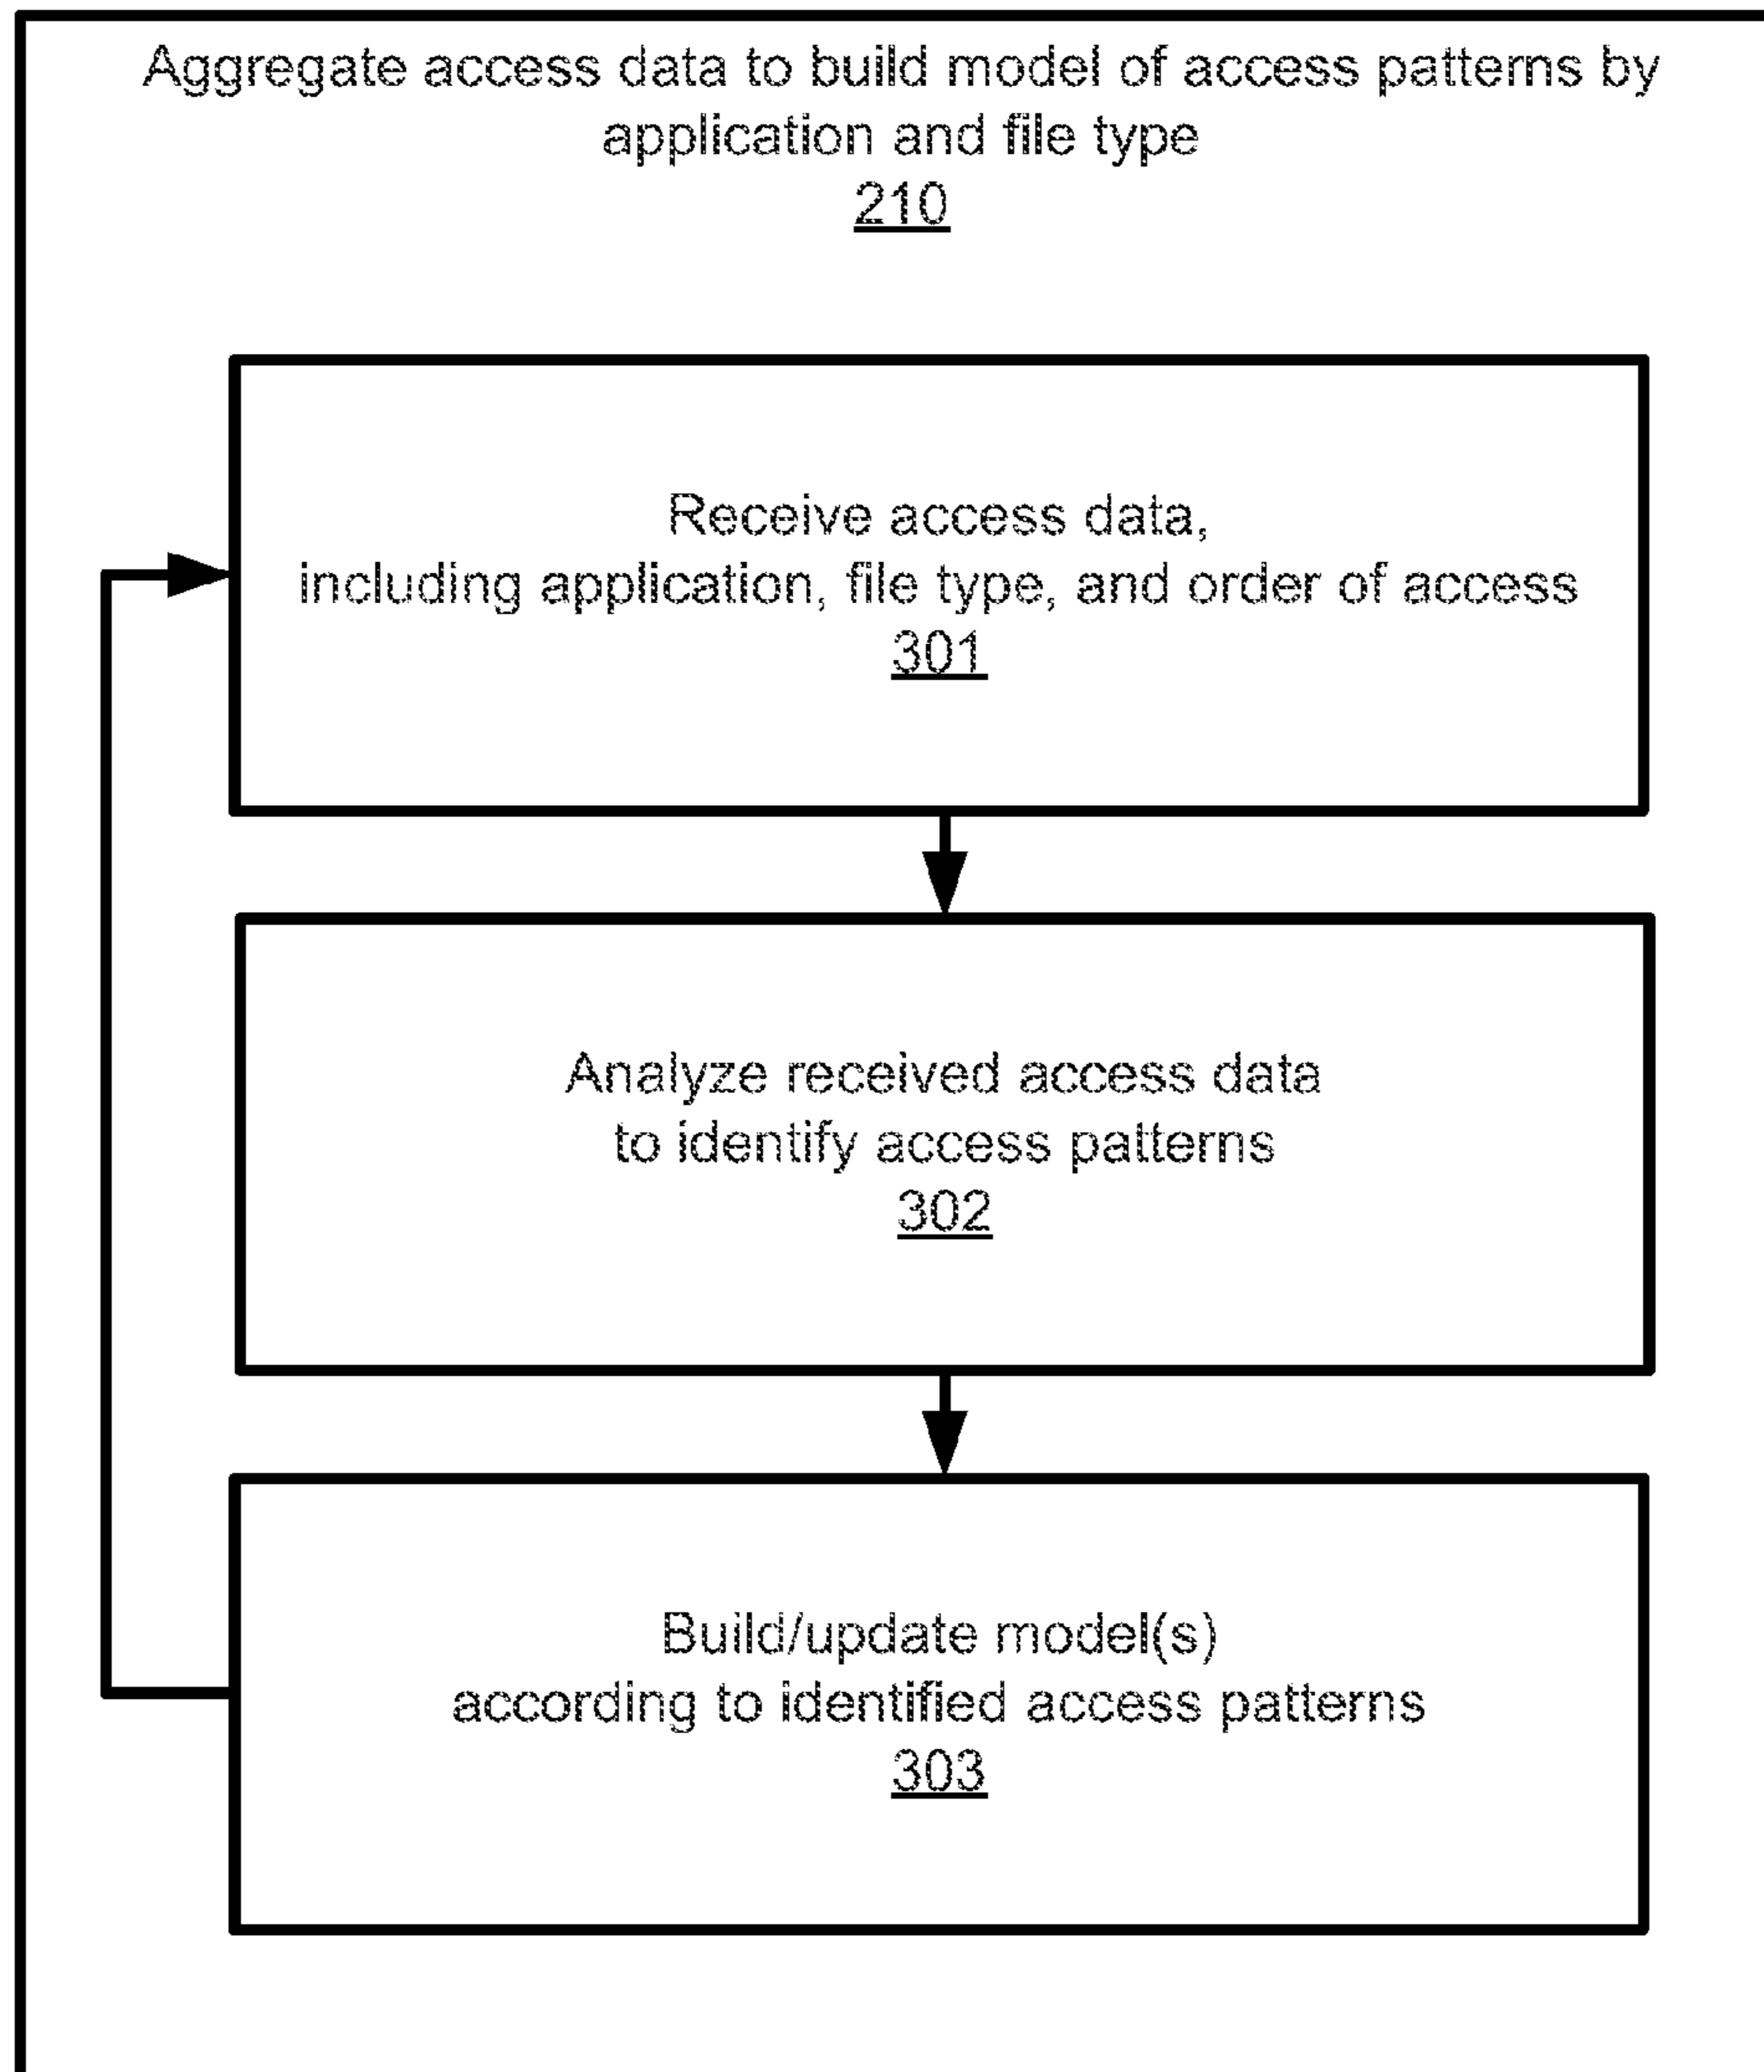 Aggregate access data to build model of access patterns by
application and file type
210
Receive access data,
including application, file type, and order of access
301
Analyze received access data
to identify access patterns
302
Build/update model(s)
according to identified access patterns
303